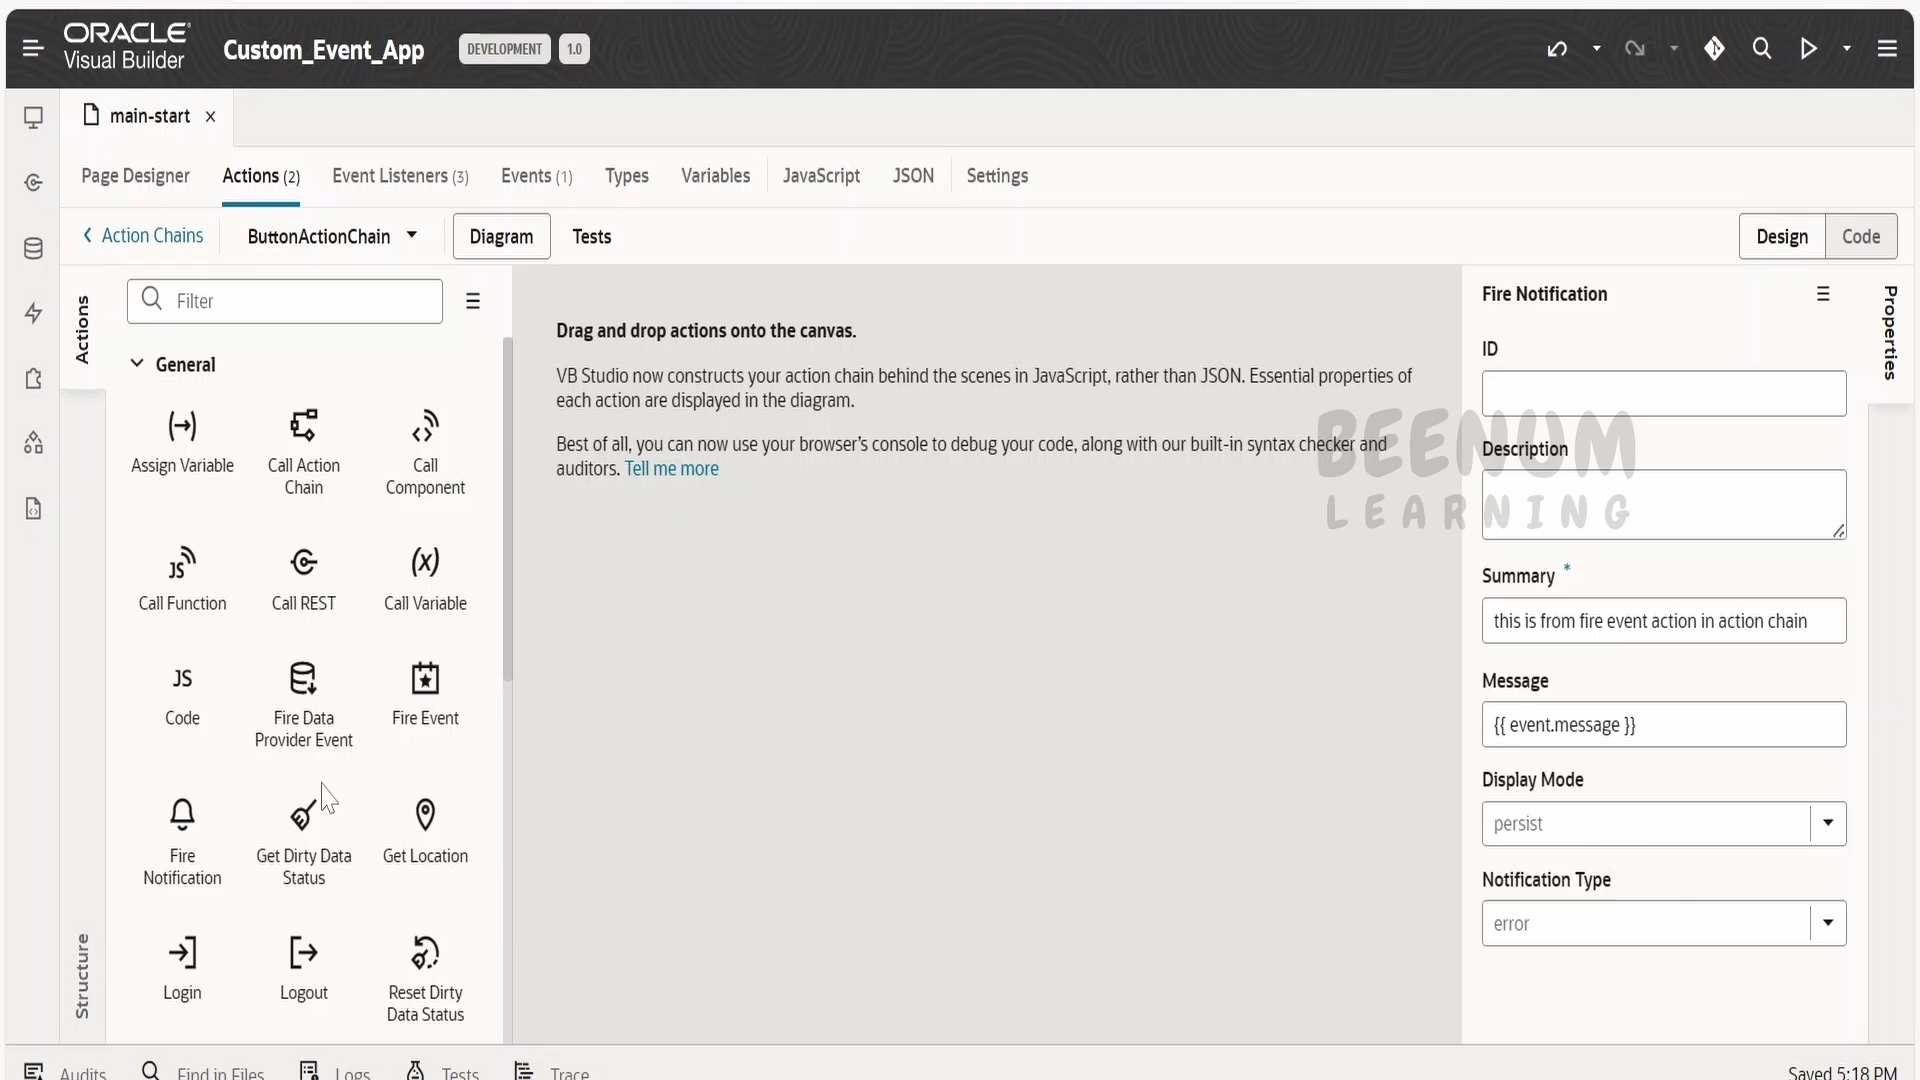 ORACLE
Visual Builder
Custom_Event_App
DEVELOPMENT
1.0
main-start
Page Designer
Actions (2)
Event Listeners (3)
Events (1)
Types
Variables
JavaScript
JSON
Settings
Action Chains
ButtonActionChain
Diagram
Tests
Design
Code
Actions
Structure
Filter
General
Assign Variable
Call Action
Chain
Call
Component
JS
Call Function
Call REST
(x)
Call Variable
JS
Code
Fire Data
Provider Event
Fire Event
Fire
Notification
Get Dirty Data
Status
Get Location
Login
Logout
Reset Dirty
Data Status
Drag and drop actions onto the canvas.
VB Studio now constructs your action chain behind the scenes in JavaScript, rather than JSON. Essential properties of
each action are displayed in the diagram.
Best of all, you can now use your browser's console to debug your code, along with our built-in syntax checker and
auditors. Tell me more
BEENUM
LEARNING
Properties
Fire Notification
ID
Description
Summary *
this is from fire event action in action chain
Message
{{ event.message }}
Display Mode
persist
Notification Type
error
Audits
Find in Files
Logs
Tests
Trace
Saved 5:18 PM